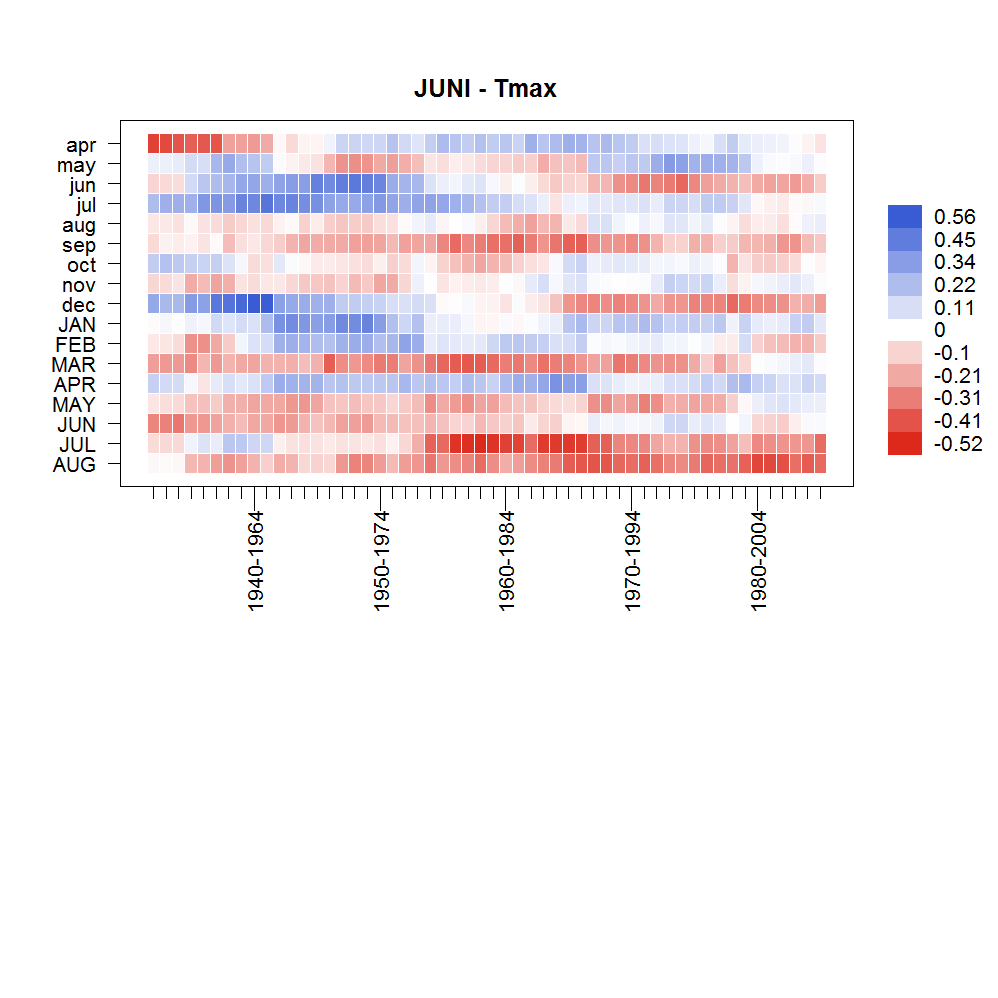 JUNI - Tmax
apr
may
jun
jul
aug
sep
oct
nov
dec
JAN
FEB
MAR
APR
MAY
JUN
JUL
AUG
1940-1964
1950-1974
1960-1984
1970-1994
1980-2004
0.56
0.45
0.34
0.22
0.11
0
-0.1
-0.21
-0.31
-0.41
-0.52